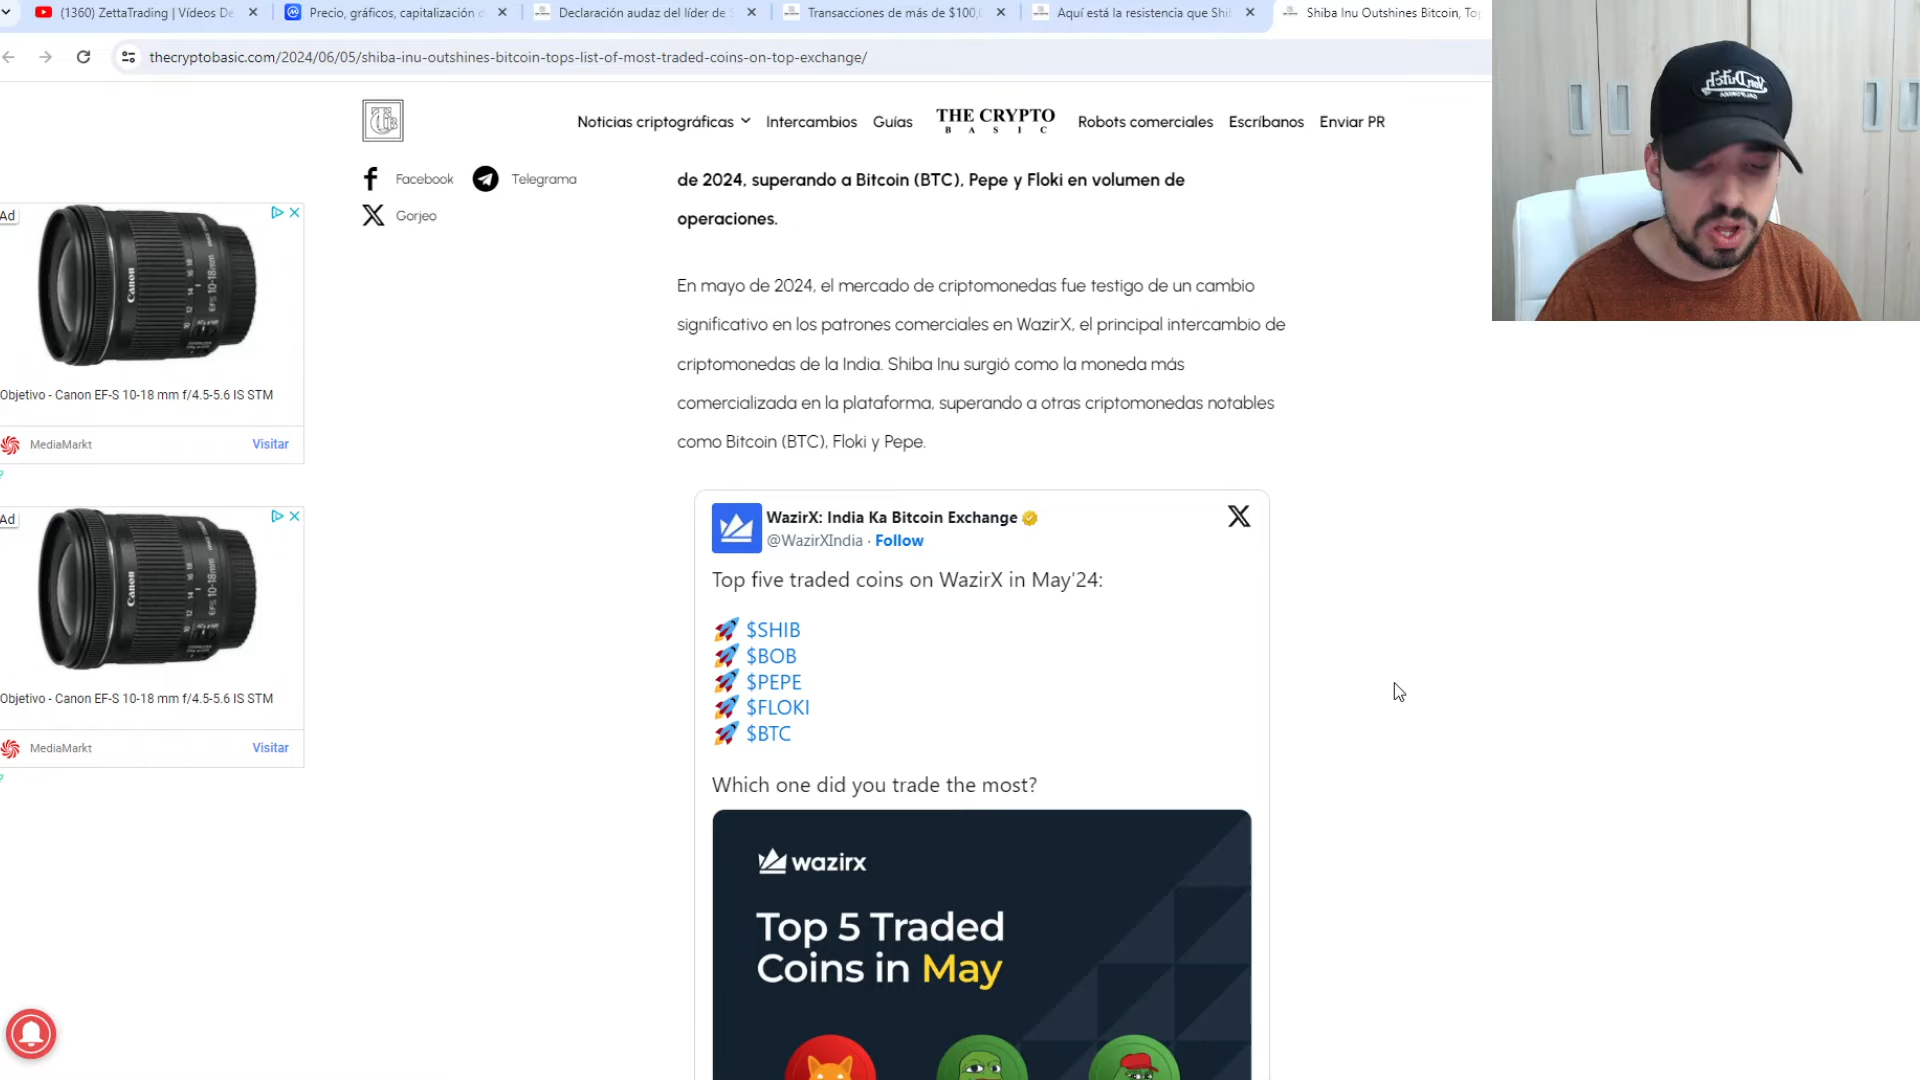 (1360) ZettaTrading | Vídeos De
Precio, gráficos, capitalización d
Declaración audaz del líder de S
Transacciones de más de $100,0
Aquí está la resistencia que Shib
Shiba Inu Outshines Bitcoin, To
thecryptobasic.com/2024/06/05/shiba-inu-outshines-bitcoin-tops-list-of-most-traded-coins-on-top-exchange/
Noticias criptográficas
Intercambios
Guías
THE CRYPTO
BASIC
Robots comerciales
Escríbanos
Enviar PR
Facebook
Telegrama
Gorjeo
de 2024, superando a Bitcoin (BTC), Pepe y Floki en volumen de
operaciones.
En mayo de 2024, el mercado de criptomonedas fue testigo de un cambio
significativo en los patrones comerciales en WazirX, el principal intercambio de
criptomonedas de la India. Shiba Inu surgió como la moneda más
comercializada en la plataforma, superando a otras criptomonedas notables
como Bitcoin (BTC), Floki y Pepe.
Ad
Canon
Objetivo - Canon EF-S 10-18 mm f/4.5-5.6 IS STM
MediaMarkt
Visitar
Ad
Canon
Objetivo - Canon EF-S 10-18 mm f/4.5-5.6 IS STM
MediaMarkt
Visitar
WazirX: India Ka Bitcoin Exchange
@WazirXIndia · Follow
Top five traded coins on WazirX in May'24:
🚀 $SHIB
🚀 $BOB
🚀 $PEPE
🚀 $FLOKI
🚀 $BTC
Which one did you trade the most?
wazirx
Top 5 Traded
Coins in May
Von Dutch